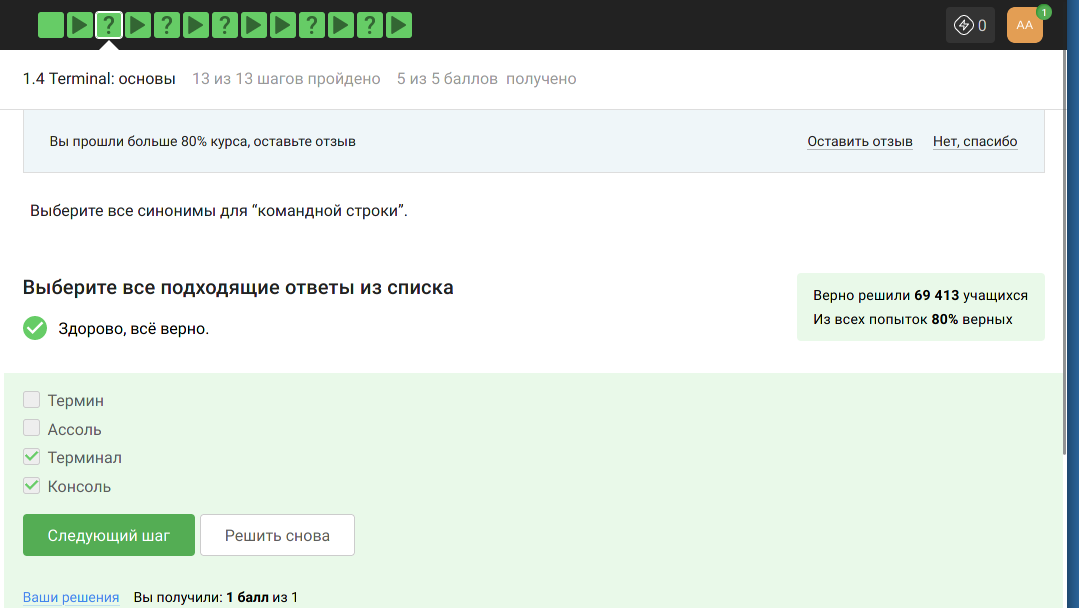 ? ? ? ? ?
0
АА
1
1.4 Terminal: основы 13 из 13 шагов пройдено 5 из 5 баллов получено
Вы прошли больше 80% курса, оставьте отзыв Оставить отзыв Нет, спасибо
Выберите все синонимы для “командной строки”.
Выберите все подходящие ответы из списка
Верно решили 69 413 учащихся
Из всех попыток 80% верных
Здорово, всё верно.
Термин
Ассоль
Терминал
Консоль
Следующий шаг Решить снова
Ваши решения Вы получили: 1 балл из 1